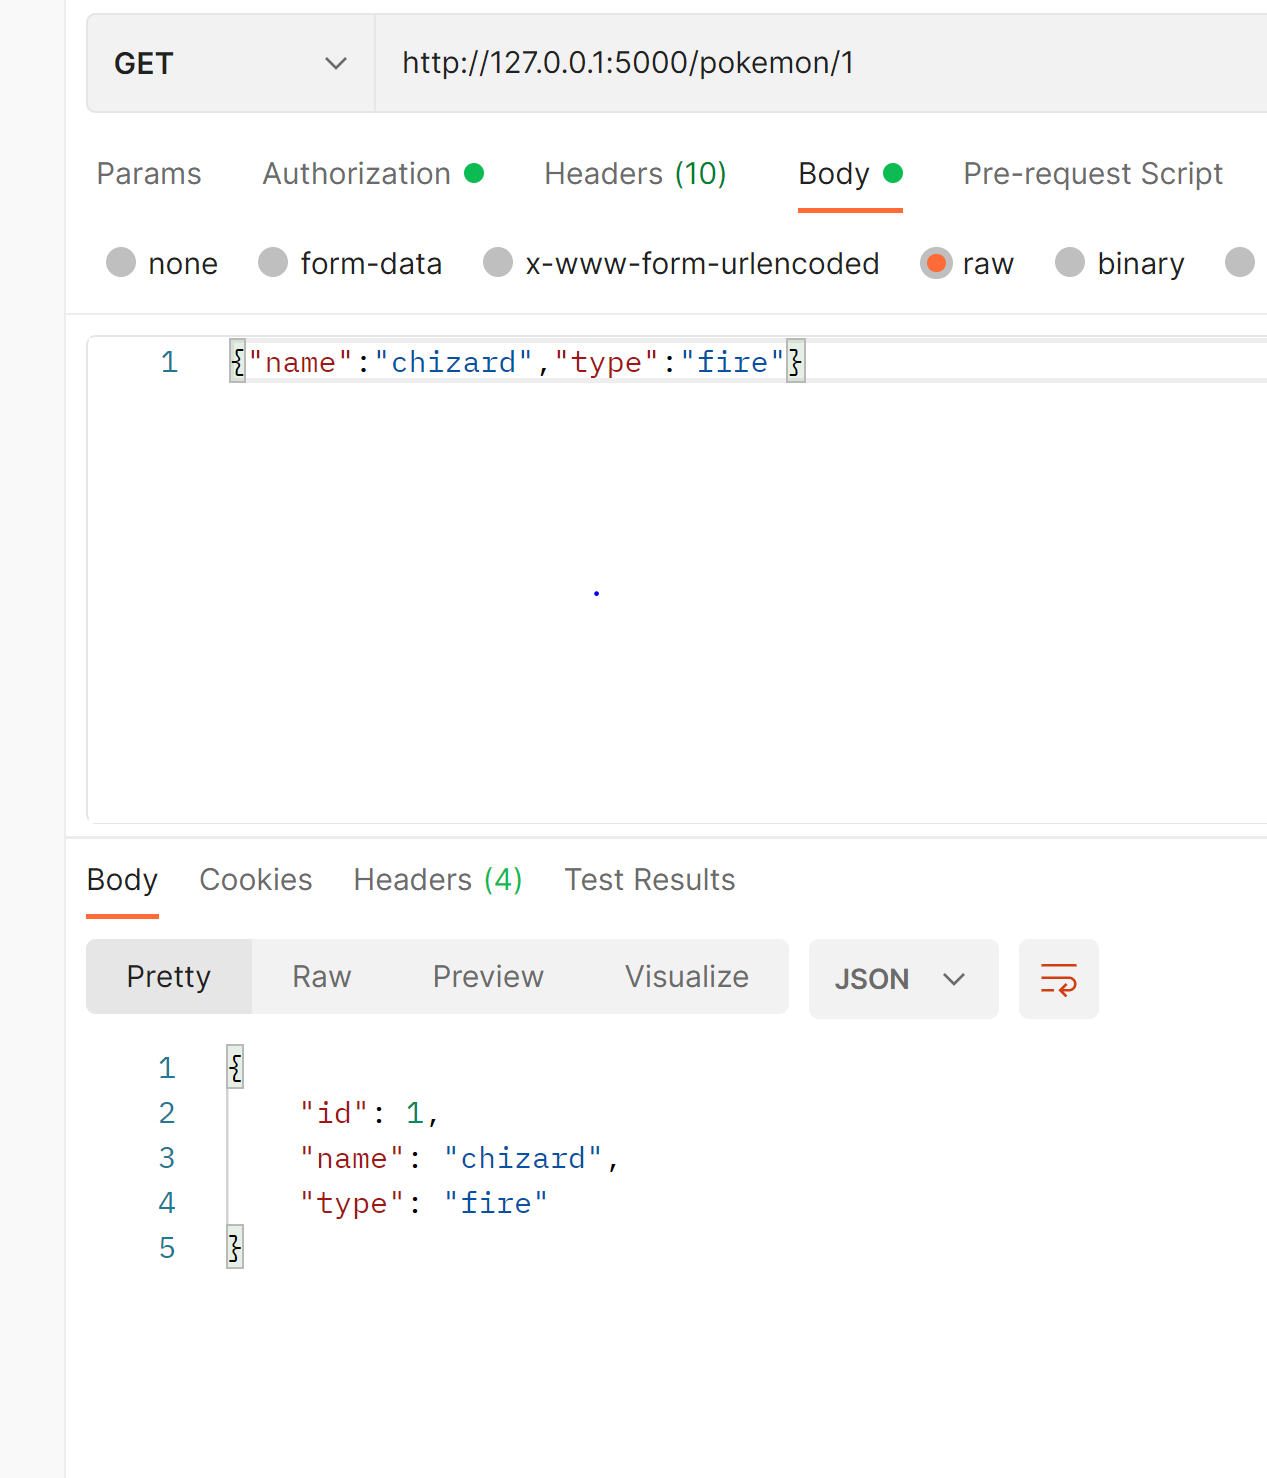 GET http://127.0.0.1:5000/pokemon/1
Params Authorization Headers (10) Body Pre-request Script
none form-data x-www-form-urlencoded raw binary
1 {"name":"chizard","type":"fire"}
Body Cookies Headers (4) Test Results
Pretty Raw Preview Visualize JSON
1 {
2 "id": 1,
3 "name": "chizard",
4 "type": "fire"
5 }